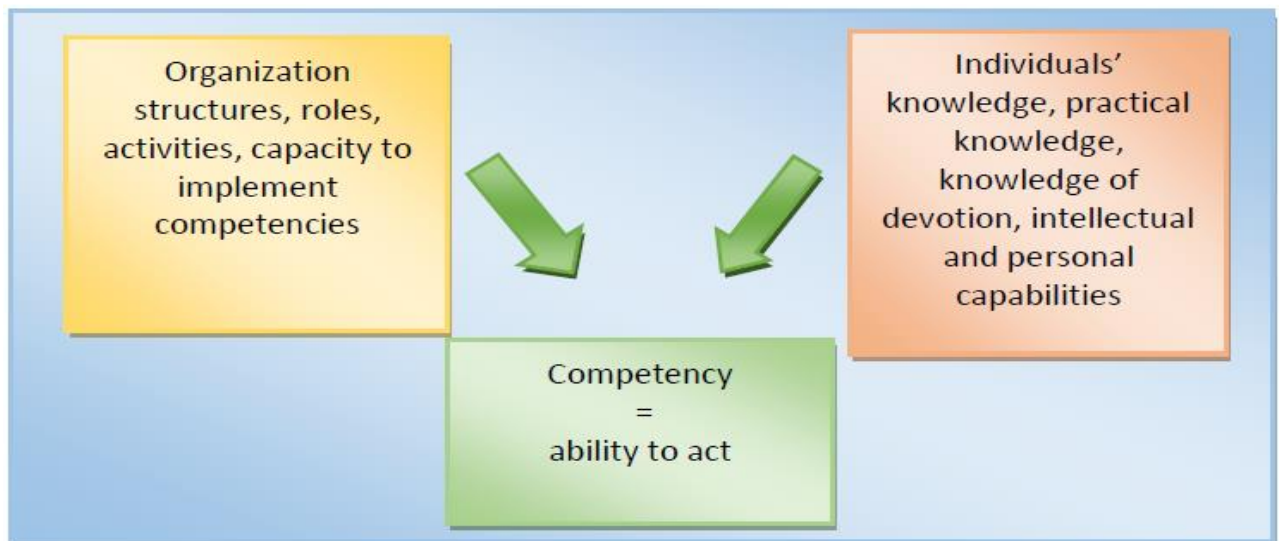 Organization
structures, roles,
activities, capacity to
implement
competencies
Individuals’
knowledge, practical
knowledge,
knowledge of
devotion, intellectual
and personal
capabilities
Competency
=
ability to act